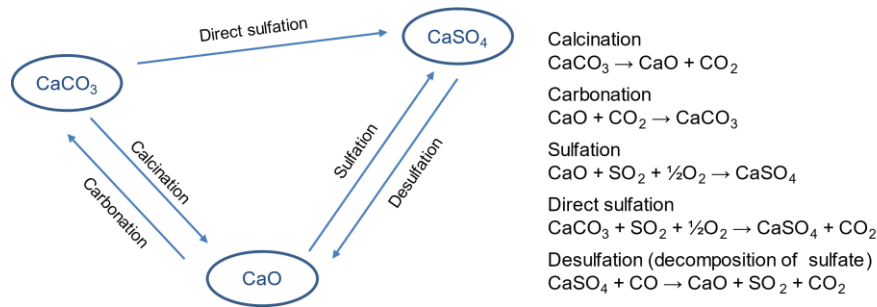 Direct sulfation
CaSO₄
CaCO₃
Calcination
Carbonation
Sulfation
Desulfation
CaO
Calcination
CaCO₃ → CaO + CO₂
Carbonation
CaO + CO₂ → CaCO₃
Sulfation
CaO + SO₂ + ½O₂ → CaSO₄
Direct sulfation
CaCO₃ + SO₂ + ½O₂ → CaSO₄ + CO₂
Desulfation (decomposition of sulfate)
CaSO₄ + CO → CaO + SO₂ + CO₂